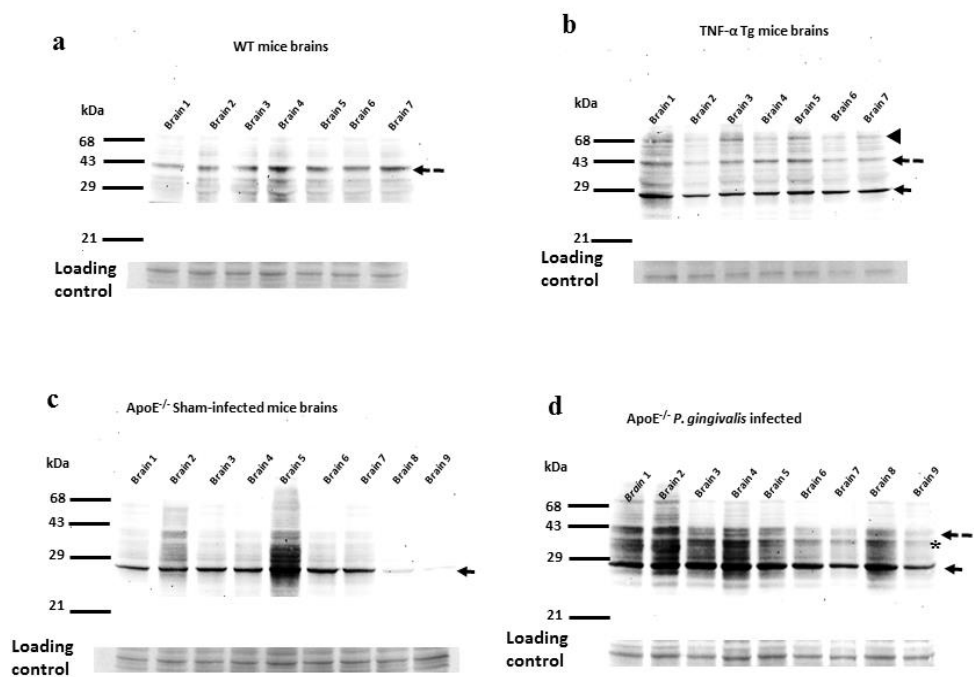 a
WT mice brains
kDa
Brain 1
Brain 2
Brain 3
Brain 4
Brain 5
Brain 6
Brain 7
68
43
29
21
Loading
control
b
TNF-α Tg mice brains
kDa
Brain 1
Brain 2
Brain 3
Brain 4
Brain 5
Brain 6
Brain 7
68
43
29
21
Loading
control
c
ApoE-/- Sham-infected mice brains
kDa
Brain 1
Brain 2
Brain 3
Brain 4
Brain 5
Brain 6
Brain 7
Brain 8
Brain 9
68
43
29
21
Loading
control
d
ApoE-/- P. gingivalis infected
kDa
Brain 1
Brain 2
Brain 3
Brain 4
Brain 5
Brain 6
Brain 7
Brain 8
Brain 9
68
43
*
29
21
Loading
control